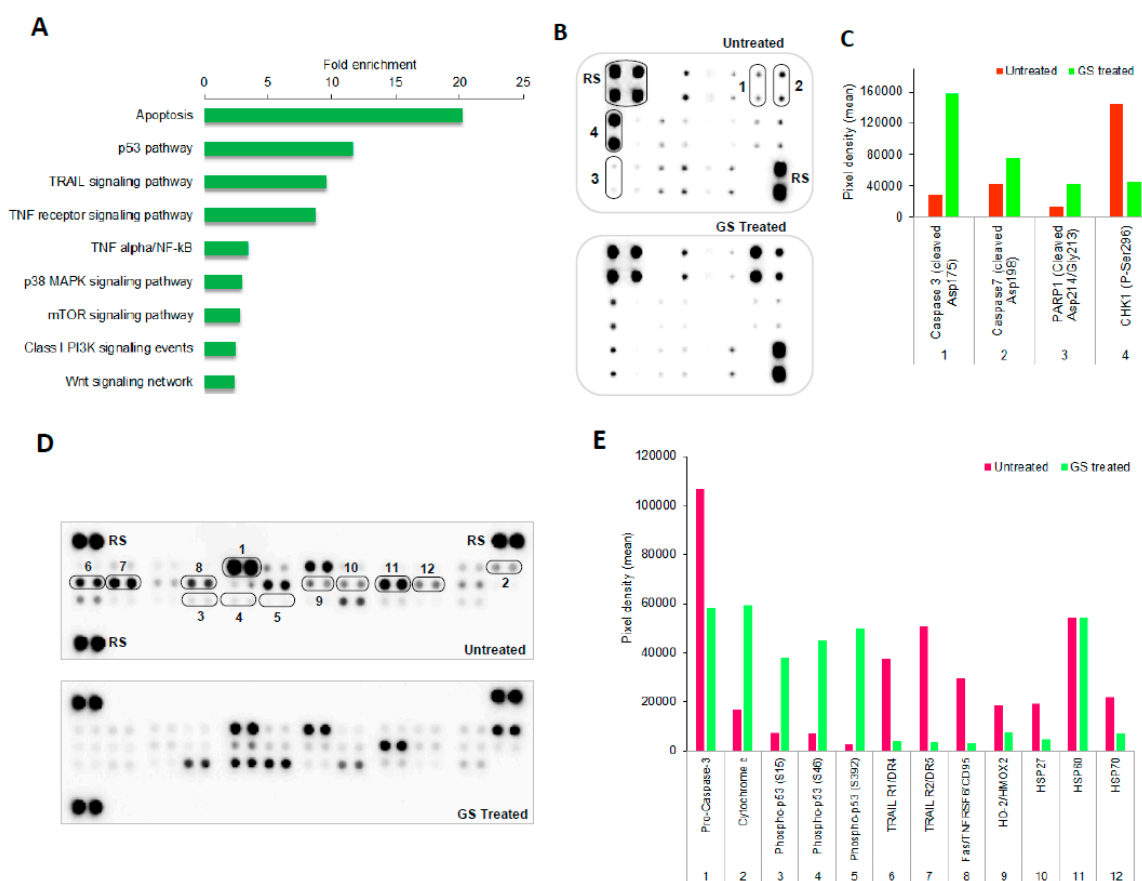 A
Fold enrichment
0 5 10 15 20 25
Apoptosis
p53 pathway
TRAIL signaling pathway
TNF receptor signaling pathway
TNF alpha/NF-kB
p38 MAPK signaling pathway
mTOR signaling pathway
Class I PI3K signaling events
Wnt signaling network
B
Untreated
RS
1
2
4
3
RS
GS Treated
C
Untreated GS treated
Pixel density (mean)
160000
120000
80000
40000
0
Caspase 3 (cleaved
Asp175)
Caspase7 (cleaved
Asp198)
PARP1 (Cleaved
Asp214/Gly213)
CHK1 (P-Ser296)
1 2 3 4
D
RS
1
RS
6
7
8
10
11
12
2
3
4
5
9
RS
Untreated
GS Treated
E
Untreated GS treated
Pixel density (mean)
120000
100000
80000
60000
40000
20000
0
Pro-Caspase-3
Cytochrome c
Phospho-p53 (S15)
Phospho-p53 (S46)
Phospho-p53 (S392)
TRAIL R1/DR4
TRAIL R2/DR5
Fas/TNFRSF6/CD95
HO-2/HMOX2
HSP27
HSP60
HSP70
1 2 3 4 5 6 7 8 9 10 11 12